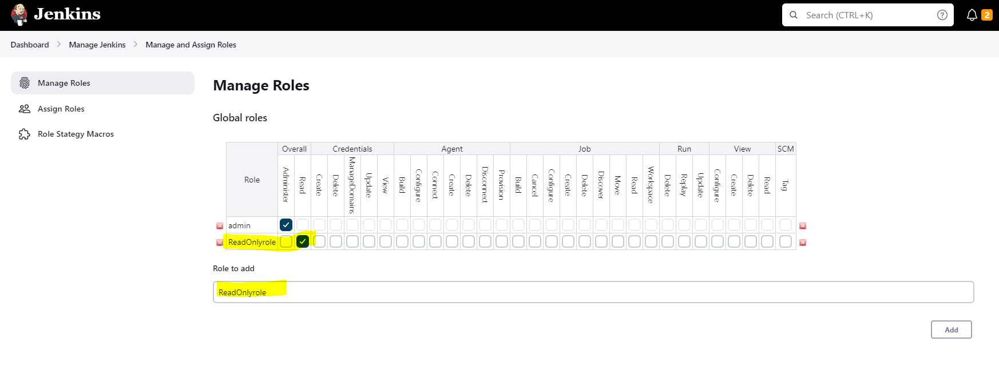 Jenkins
Search (CTRL+K)
2
Dashboard
Manage Jenkins
Manage and Assign Roles
Manage Roles
Assign Roles
Role Stategy Macros
Manage Roles
Global roles
Role
Overall
Credentials
Agent
Job
Run
View
SCM
Administer
Read
Create
Delete
ManageDomains
Update
View
Build
Configure
Connect
Create
Delete
Disconnect
Provision
Build
Cancel
Configure
Create
Delete
Discover
Move
Read
Workspace
Delete
Replay
Update
Configure
Create
Delete
Read
Tag
admin
ReadOnlyrole
Role to add
ReadOnlyrole
Add